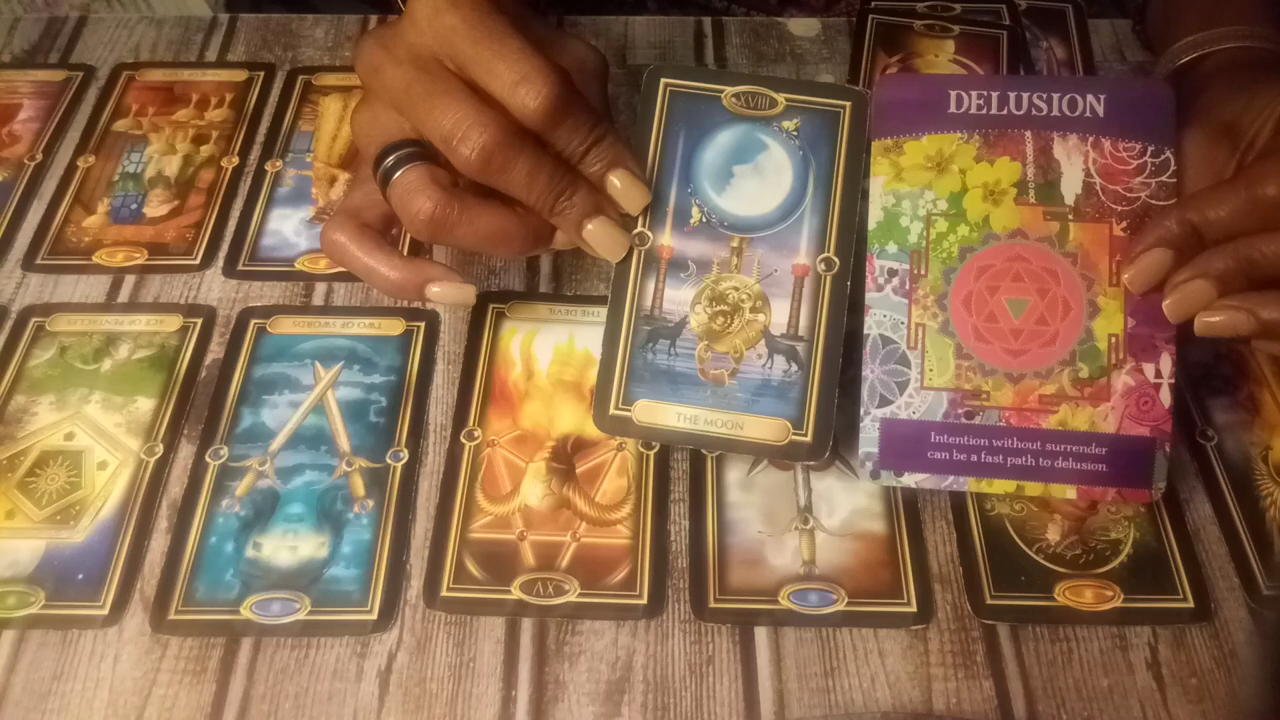 XVIII
DELUSION
THE MOON
Intention without surrender
can be a fast path to delusion.
ACE OF PENTACLES
TWO OF SWORDS
THE DEVIL
XV